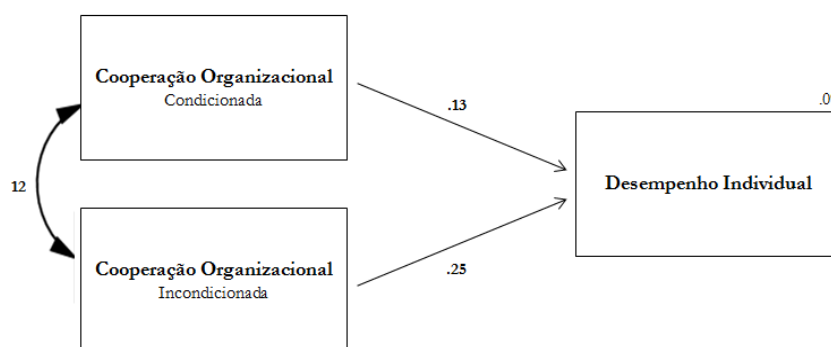 Cooperação Organizacional
Condicionada
.13
.0
12
Desempenho Individual
Cooperação Organizacional
Incondicionada
.25